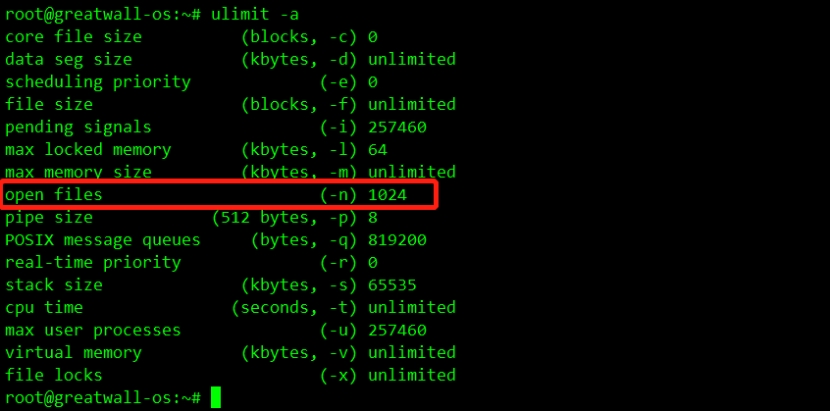 root@greatwall-os:~# ulimit -a
core file size          (blocks, -c) 0
data seg size           (kbytes, -d) unlimited
scheduling priority             (-e) 0
file size               (blocks, -f) unlimited
pending signals                 (-i) 257460
max locked memory       (kbytes, -l) 64
max memory size         (kbytes, -m) unlimited
open files                      (-n) 1024
pipe size            (512 bytes, -p) 8
POSIX message queues     (bytes, -q) 819200
real-time priority              (-r) 0
stack size              (kbytes, -s) 65535
cpu time               (seconds, -t) unlimited
max user processes              (-u) 257460
virtual memory          (kbytes, -v) unlimited
file locks                      (-x) unlimited
root@greatwall-os:~#